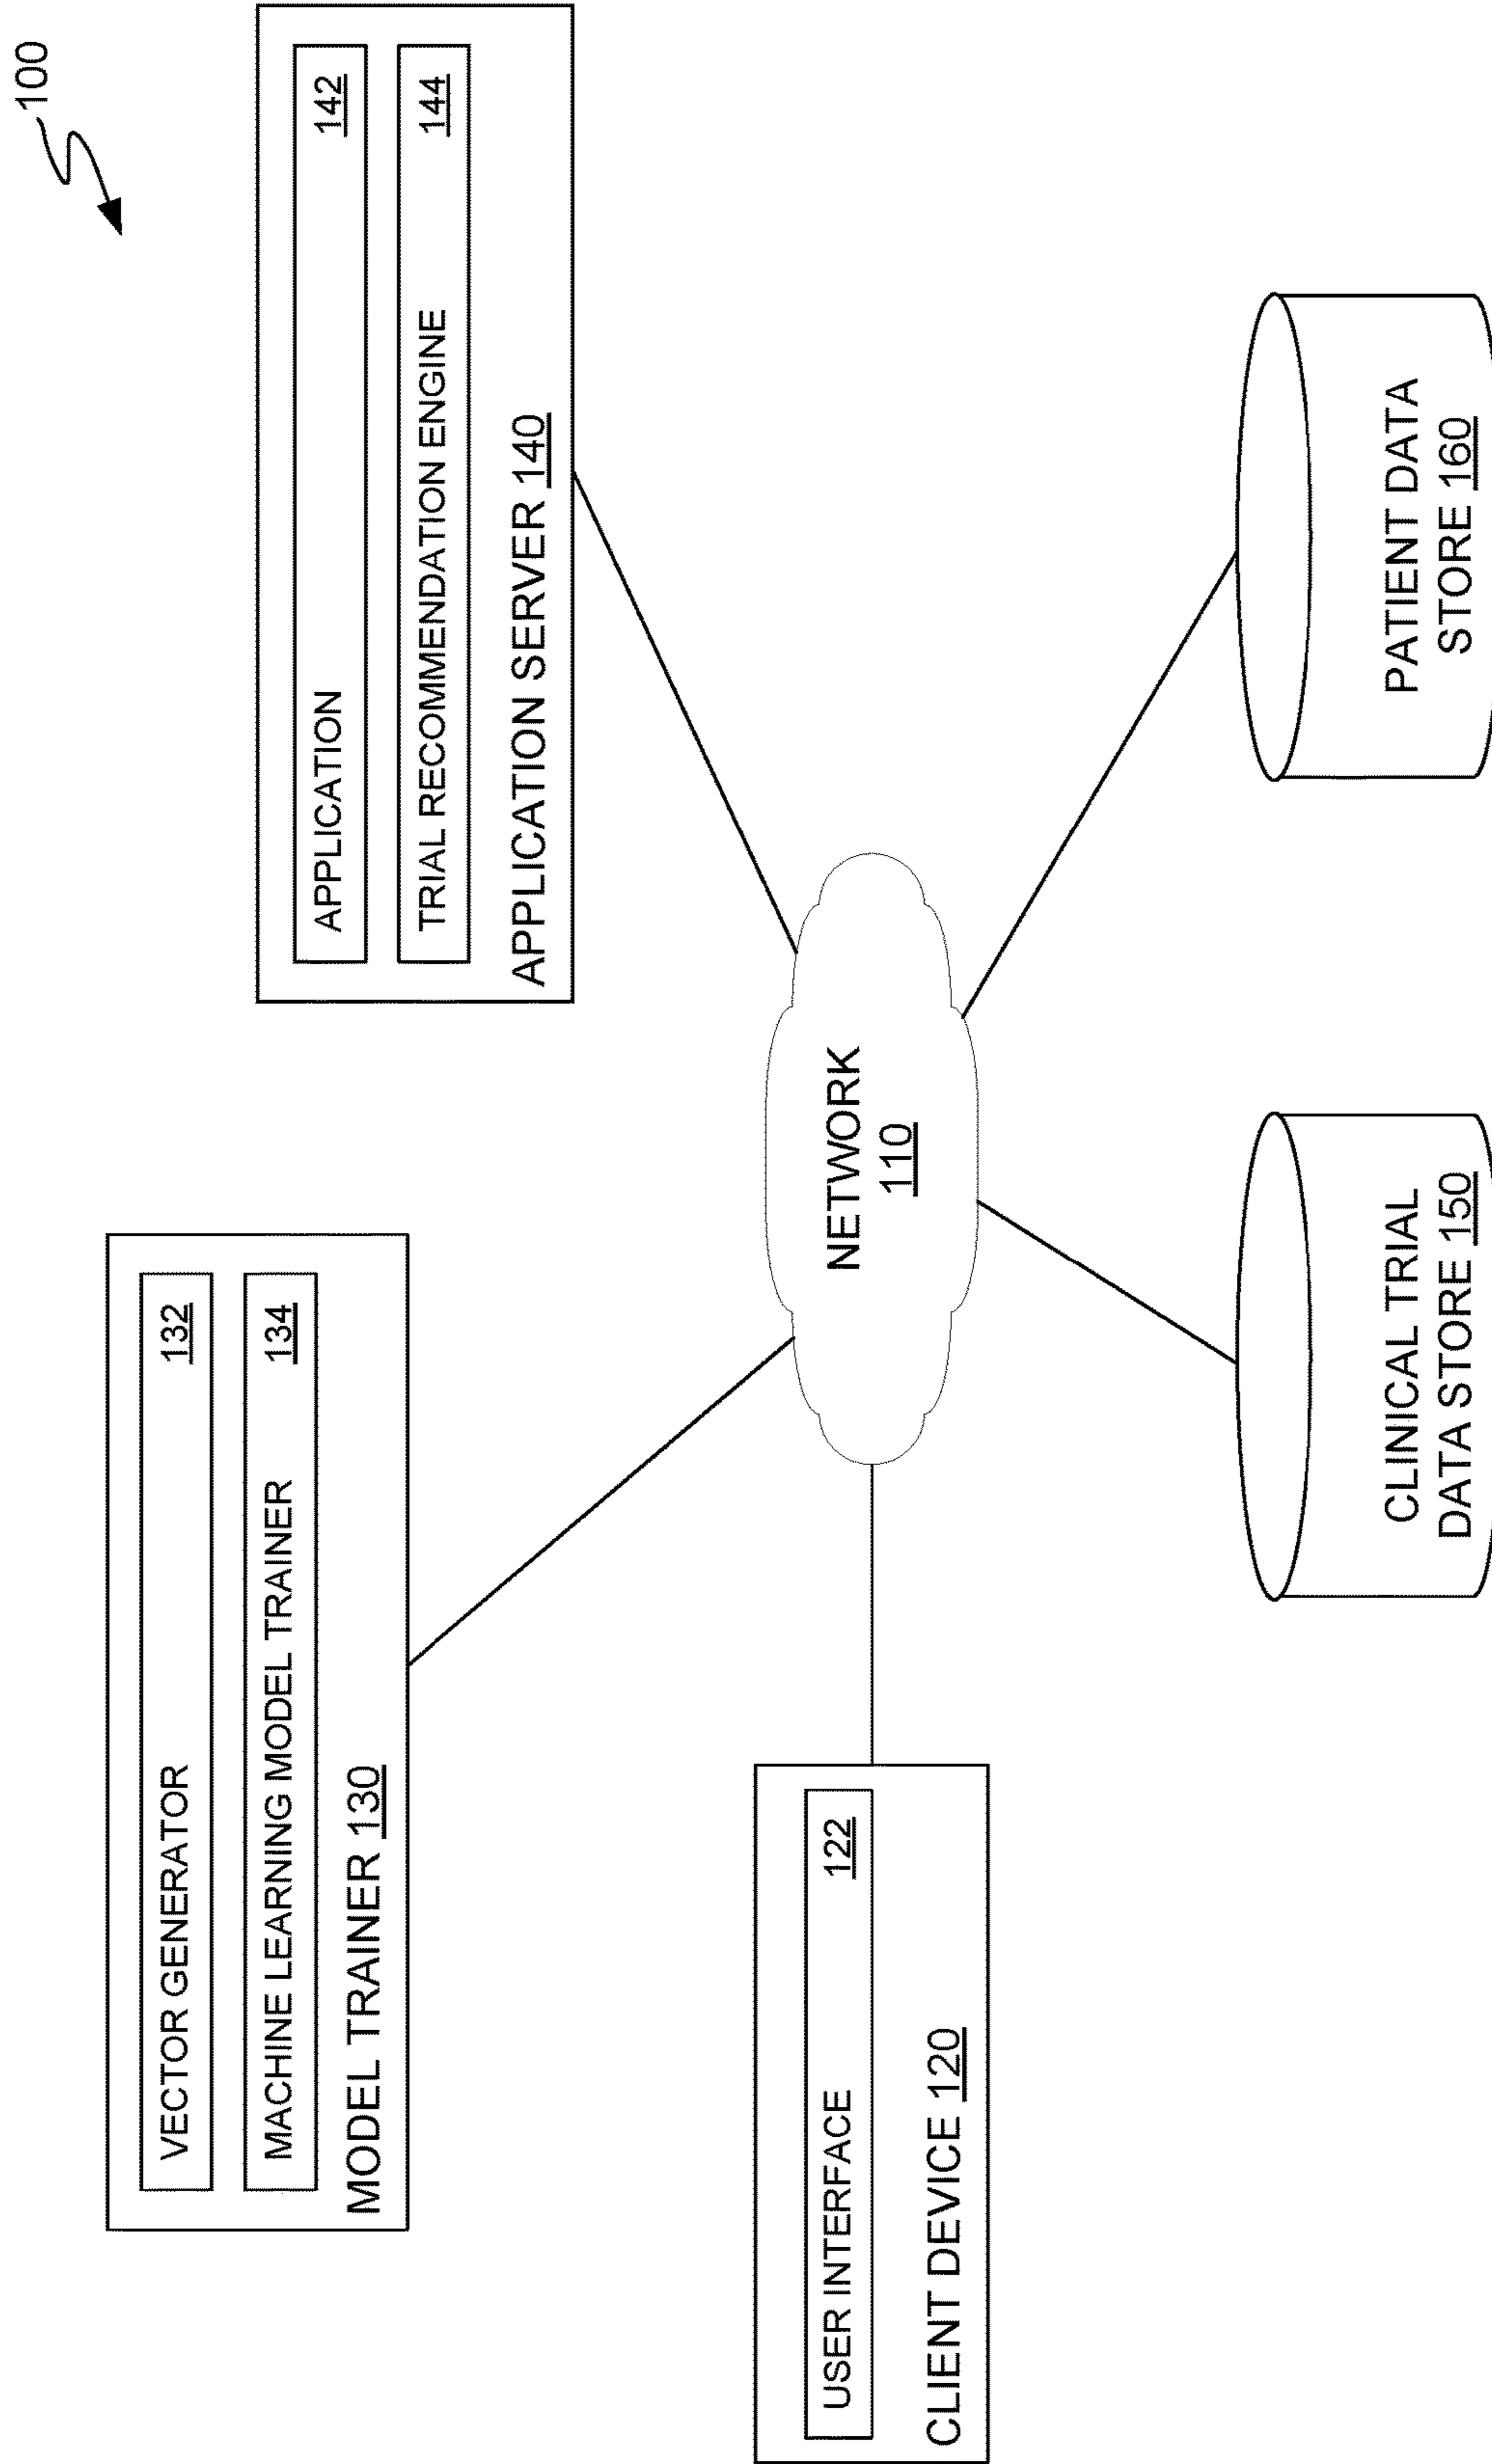 100
VECTOR GENERATOR 132
MACHINE LEARNING MODEL TRAINER 134
MODEL TRAINER 130
APPLICATION 142
TRIAL RECOMMENDATION ENGINE 144
APPLICATION SERVER 140
USER INTERFACE 122
CLIENT DEVICE 120
NETWORK
110
CLINICAL TRIAL
DATA STORE 150
PATIENT DATA
STORE 160